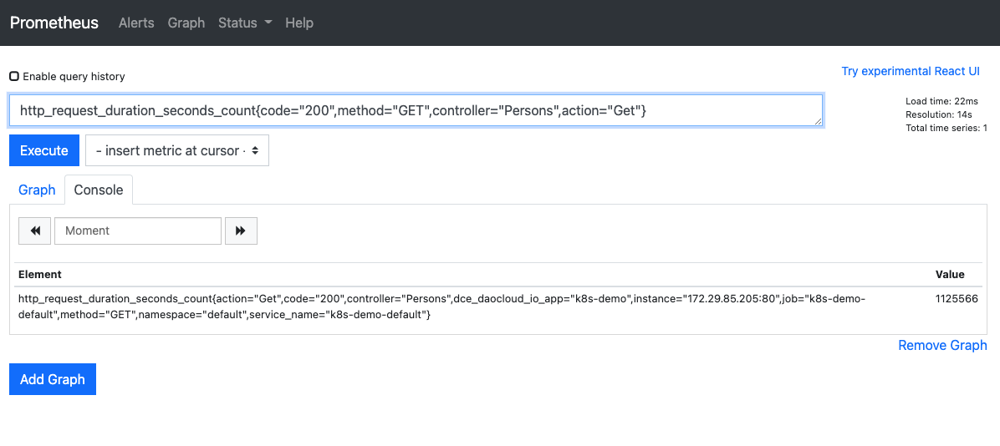 Prometheus Alerts Graph Status Help
Enable query history
Try experimental React UI
http_request_duration_seconds_count{code="200",method="GET",controller="Persons",action="Get"}
Load time: 22ms
Resolution: 14s
Total time series: 1
Execute - insert metric at cursor -
Graph Console
Moment
Element Value
http_request_duration_seconds_count{action="Get",code="200",controller="Persons",dce_daocloud_io_app="k8s-demo",instance="172.29.85.205:80",job="k8s-demo- 1125566
default",method="GET",namespace="default",service_name="k8s-demo-default"}
Remove Graph
Add Graph